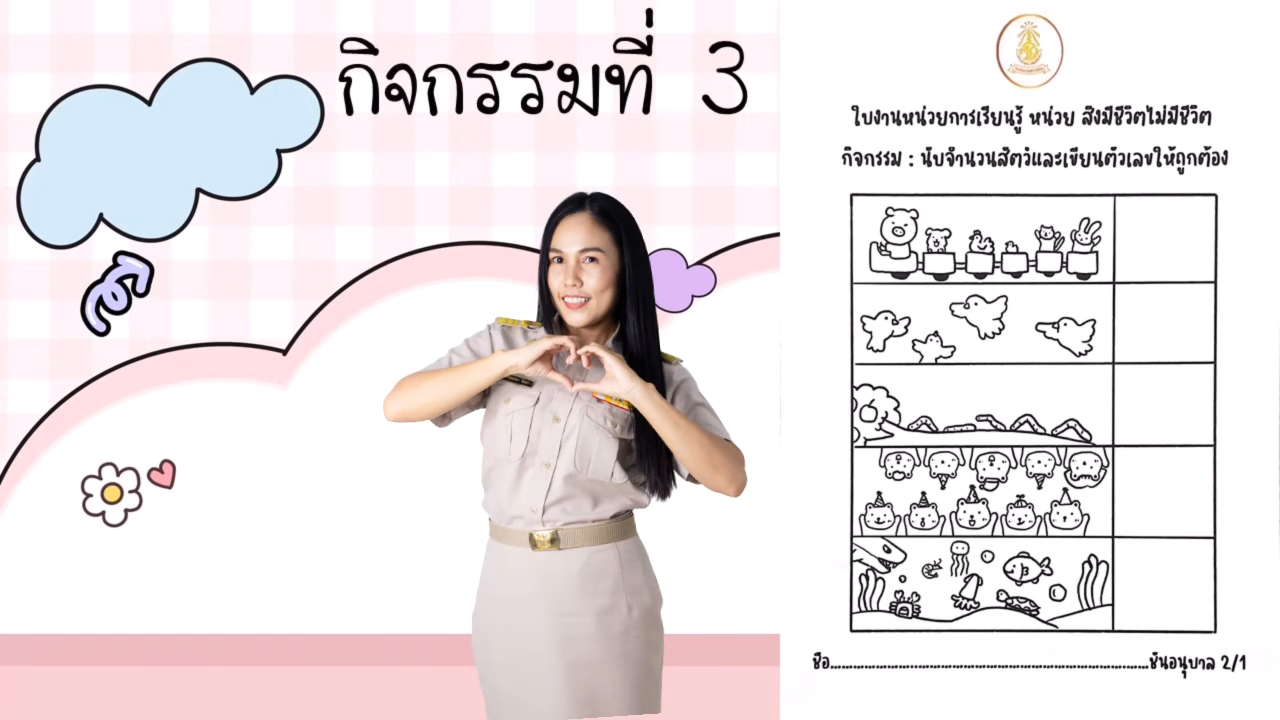 กิจกรรมที่ 3
ใบงานหน่วยการเรียนรู้ หน่วย สิ่งมีชีวิตไม่มีชีวิต
กิจกรรม : นับจำนวนสัตว์และเขียนตัวเลขให้ถูกต้อง
ชื่อ..........................................................................................ชั้นอนุบาล 2/1